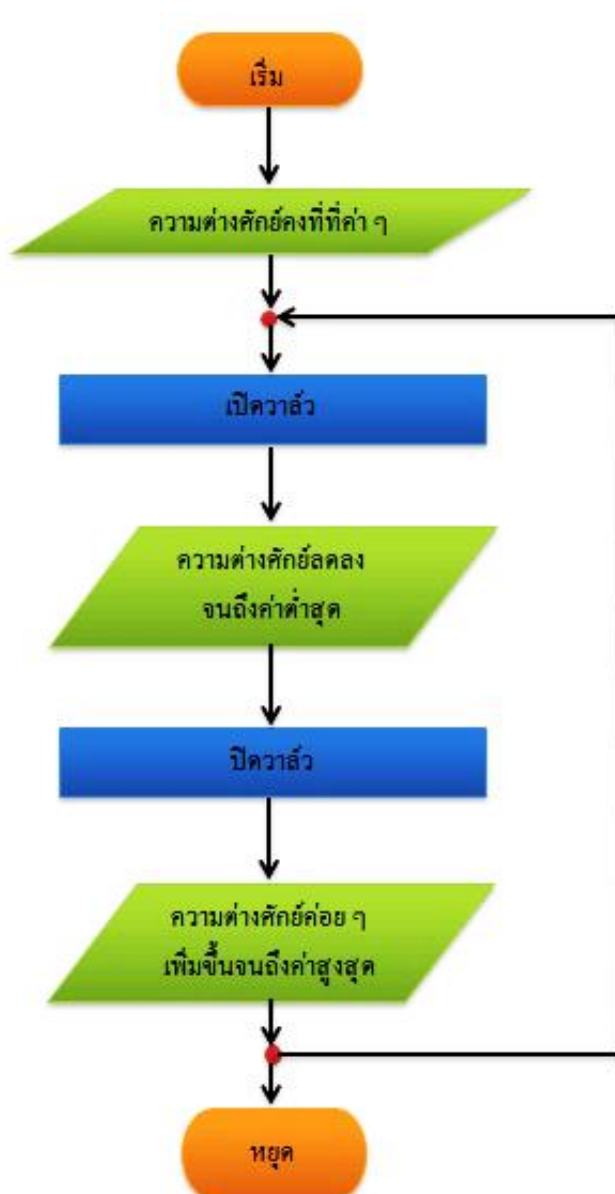 เริ่ม
ความต่างศักย์คงที่ที่ค่า ๆ
เปิดวาล์ว
ความต่างศักย์ลดลง
จนถึงค่าต่ำสุด
ปิดวาล์ว
ความต่างศักย์ค่อย ๆ
เพิ่มขึ้นจนถึงค่าสูงสุด
หยุด